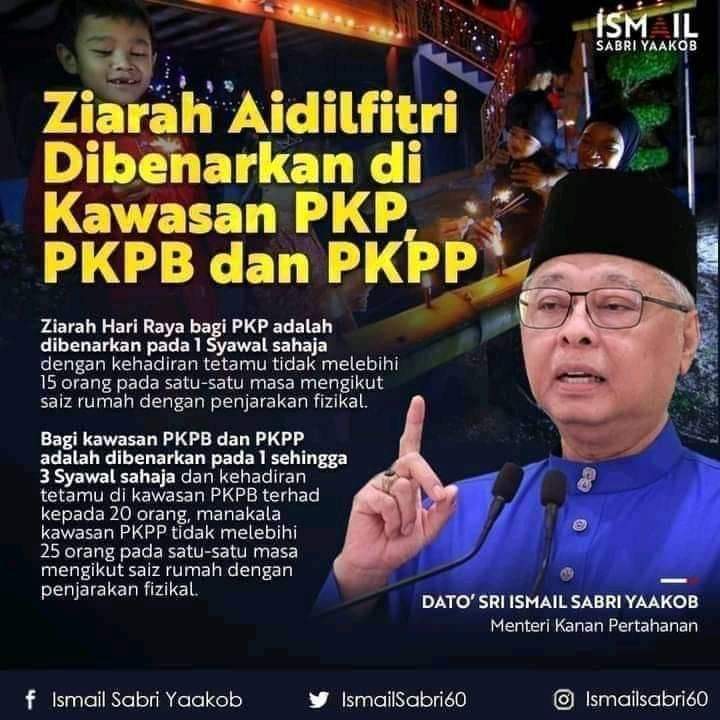 ISMAIL
SABRI YAAKOB
Ziarah Aidilfitri
Dibenarkan di
Kawasan PKP,
PKPB dan PKPP
Ziarah Hari Raya bagi PKP adalah
dibenarkan pada 1 Syawal sahaja
dengan kehadiran tetamu tidak melebihi
15 orang pada satu-satu masa mengikut
saiz rumah dengan penjarakan fizikal.
Bagi kawasan PKPB dan PKPP
adalah dibenarkan pada 1 sehingga
3 Syawal sahaja dan kehadiran
tetamu di kawasan PKPB terhad
kepada 20 orang, manakala
kawasan PKPP tidak melebihi
25 orang pada satu-satu masa
mengikut saiz rumah dengan
penjarakan fizikal.
DATO' SRI ISMAIL SABRI YAAKOB
Menteri Kanan Pertahanan
f Ismail Sabri Yaakob
IsmailSabri60
Ismailsabri60